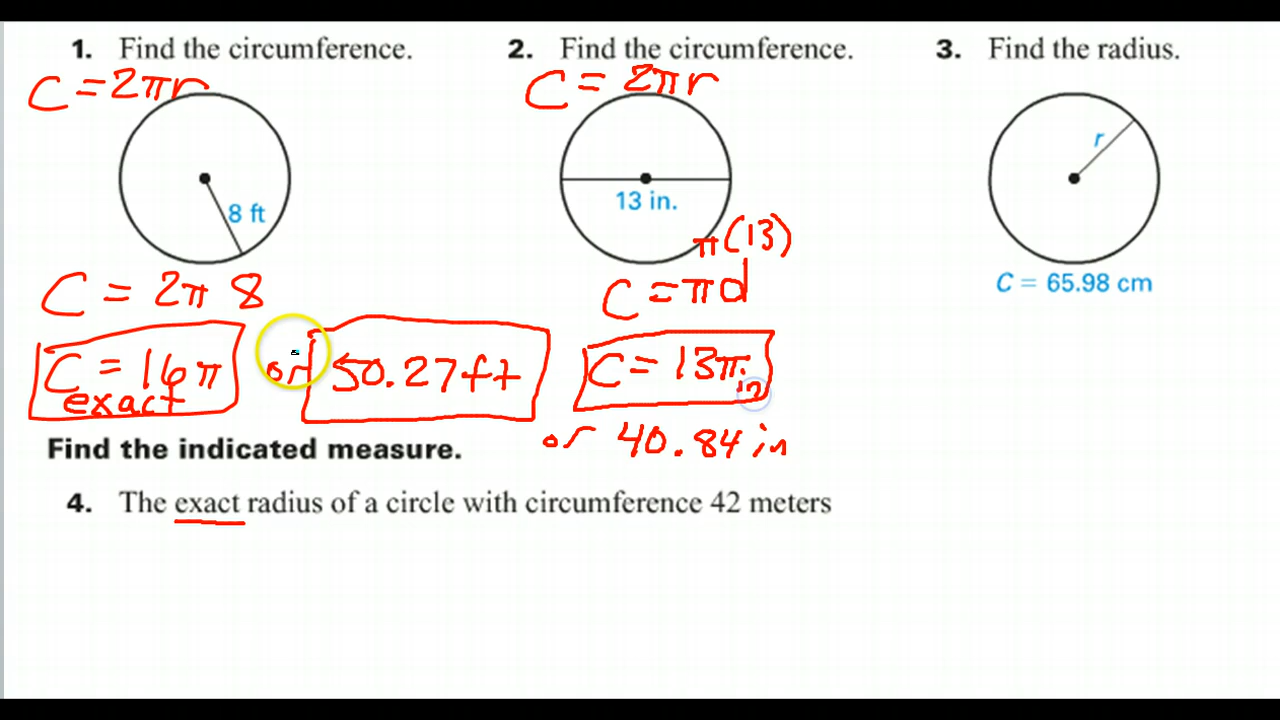 1. Find the circumference.
C = 2πr
8 ft
C = 2π 8
C = 16π
exact
or 50.27ft
2. Find the circumference.
C = 2πr
13 in.
π(13)
C = πd
C = 13π in
or 40.84 in
3. Find the radius.
r
C = 65.98 cm
Find the indicated measure.
4. The exact radius of a circle with circumference 42 meters